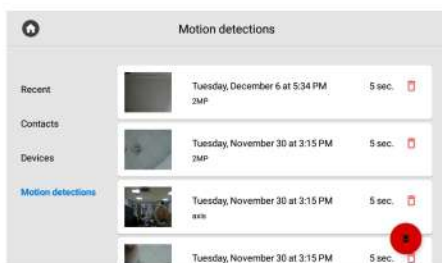 Motion detections
Recent
Contacts
Devices
Motion detections
Tuesday, December 6 at 5:34 PM
5 sec.
2MP
Tuesday, November 30 at 3:15 PM
5 sec.
2MP
Tuesday, November 30 at 3:15 PM
5 sec.
axis
Tuesday, November 30 at 3:15 PM
5 sec.